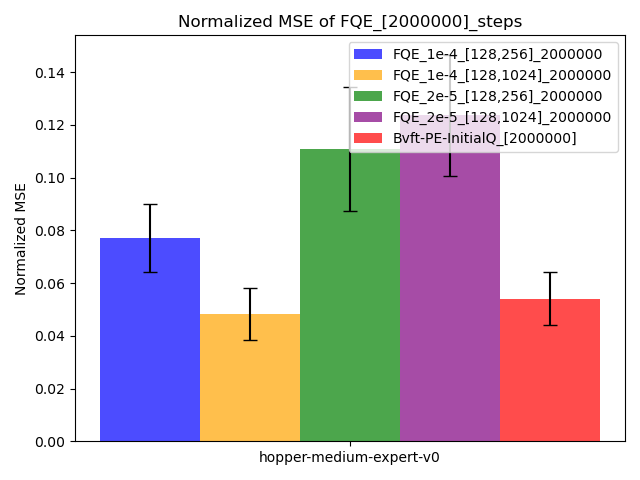 Normalized MSE of FQE_[2000000]_steps
FQE_1e-4_[128,256]_2000000
FQE_1e-4_[128,1024]_2000000
FQE_2e-5_[128,256]_2000000
FQE_2e-5_[128,1024]_2000000
Bvft-PE-InitialQ_[2000000]
Normalized MSE
0.14
0.12
0.10
0.08
0.06
0.04
0.02
0.00
hopper-medium-expert-v0